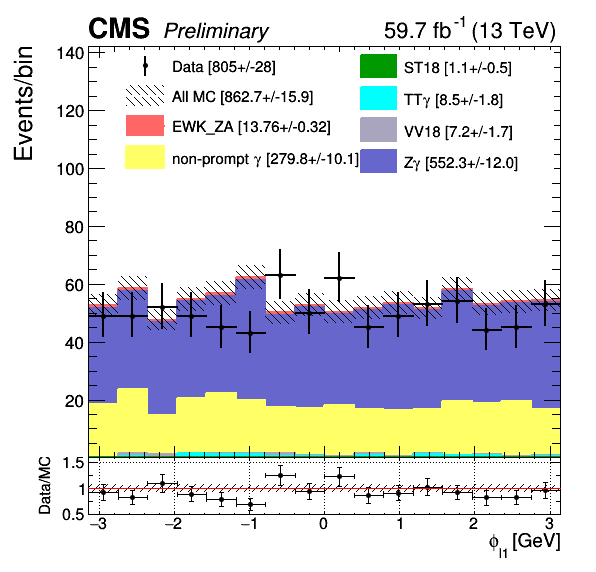 CMS Preliminary 59.7 fb⁻¹ (13 TeV)
Events/bin
140
120
100
80
60
40
20
Data [805+/-28]
All MC [862.7+/-15.9]
EWK_ZA [13.76+/-0.32]
non-prompt γ [279.8+/-10.1]
ST18 [1.1+/-0.5]
TTγ [8.5+/-1.8]
VV18 [7.2+/-1.7]
Zγ [552.3+/-12.0]
Data/MC
1.5
1
0.5
−3 −2 −1 0 1 2 3
ϕ_l1 [GeV]